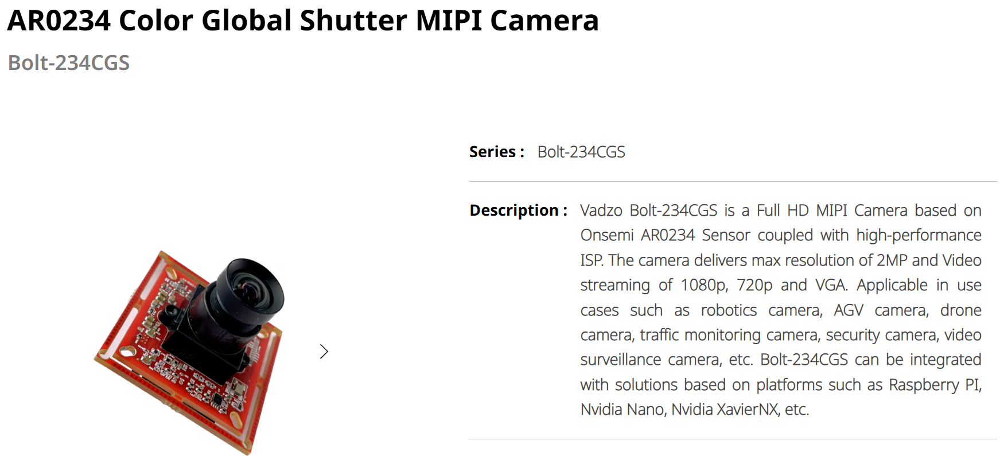 AR0234 Color Global Shutter MIPI Camera
Bolt-234CGS
Series : Bolt-234CGS
Description : Vadzo Bolt-234CGS is a Full HD MIPI Camera based on
Onsemi AR0234 Sensor coupled with high-performance
ISP. The camera delivers max resolution of 2MP and Video
streaming of 1080p, 720p and VGA. Applicable in use
cases such as robotics camera, AGV camera, drone
camera, traffic monitoring camera, security camera, video
surveillance camera, etc. Bolt-234CGS can be integrated
with solutions based on platforms such as Raspberry PI,
Nvidia Nano, Nvidia XavierNX, etc.